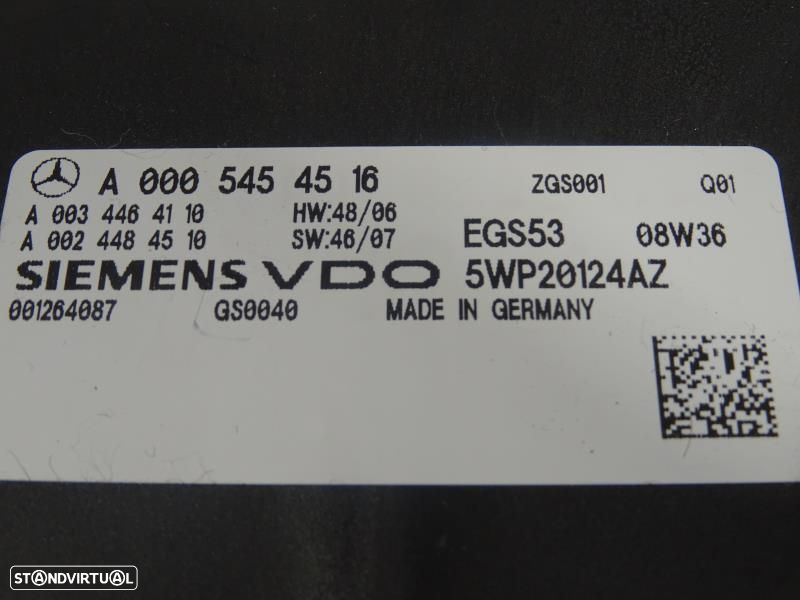 A 000 545 45 16 ZGS001 Q01
A 003 446 41 10 HW:48/06
A 002 448 45 10 SW:46/07 EGS53 08W36
SIEMENS VDO 5WP20124AZ
001264087 GS0040 MADE IN GERMANY
STANDVIRTUAL